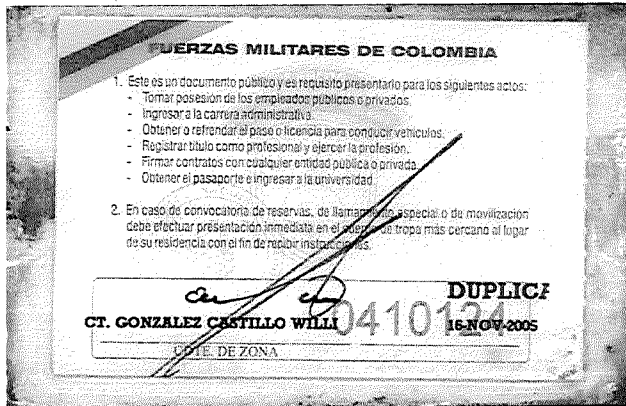 FUERZAS MILITARES DE COLOMBIA
1. Este es un documento público y es requisito presentarlo para los siguientes actos:
- Tomar posesión de los empleados públicos o privados.
- Ingresar a la carrera administrativa
- Obtener o refrendar el pase o licencia para conducir vehículos.
- Registrar título como profesional y ejercer la profesión.
- Firmar contratos con cualquier entidad pública o privada.
- Obtener el pasaporte e ingresar a la universidad
2. En caso de convocatoria de reservas, de llamamiento especial o de movilización
debe efectuar presentación inmediata en el cuerpo de tropa más cercano al lugar
de su residencia con el fin de recibir instrucciones.
DUPLICA
CT. GONZALEZ CASTILLO WILLI 0410124 16-NOV-2005
CDTE. DE ZONA